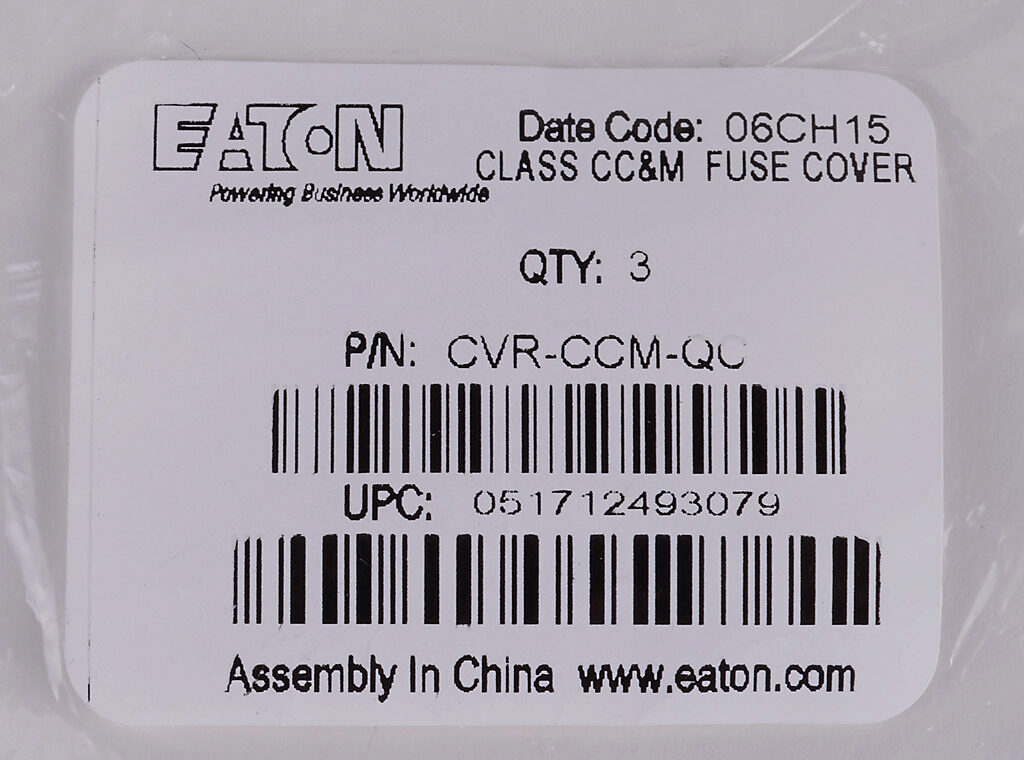 EATON
Powering Business Worldwide
Date Code: 06CH15
CLASS CC&M FUSE COVER
QTY: 3
P/N: CVR-CCM-QC
UPC: 051712493079
Assembly In China www.eaton.com